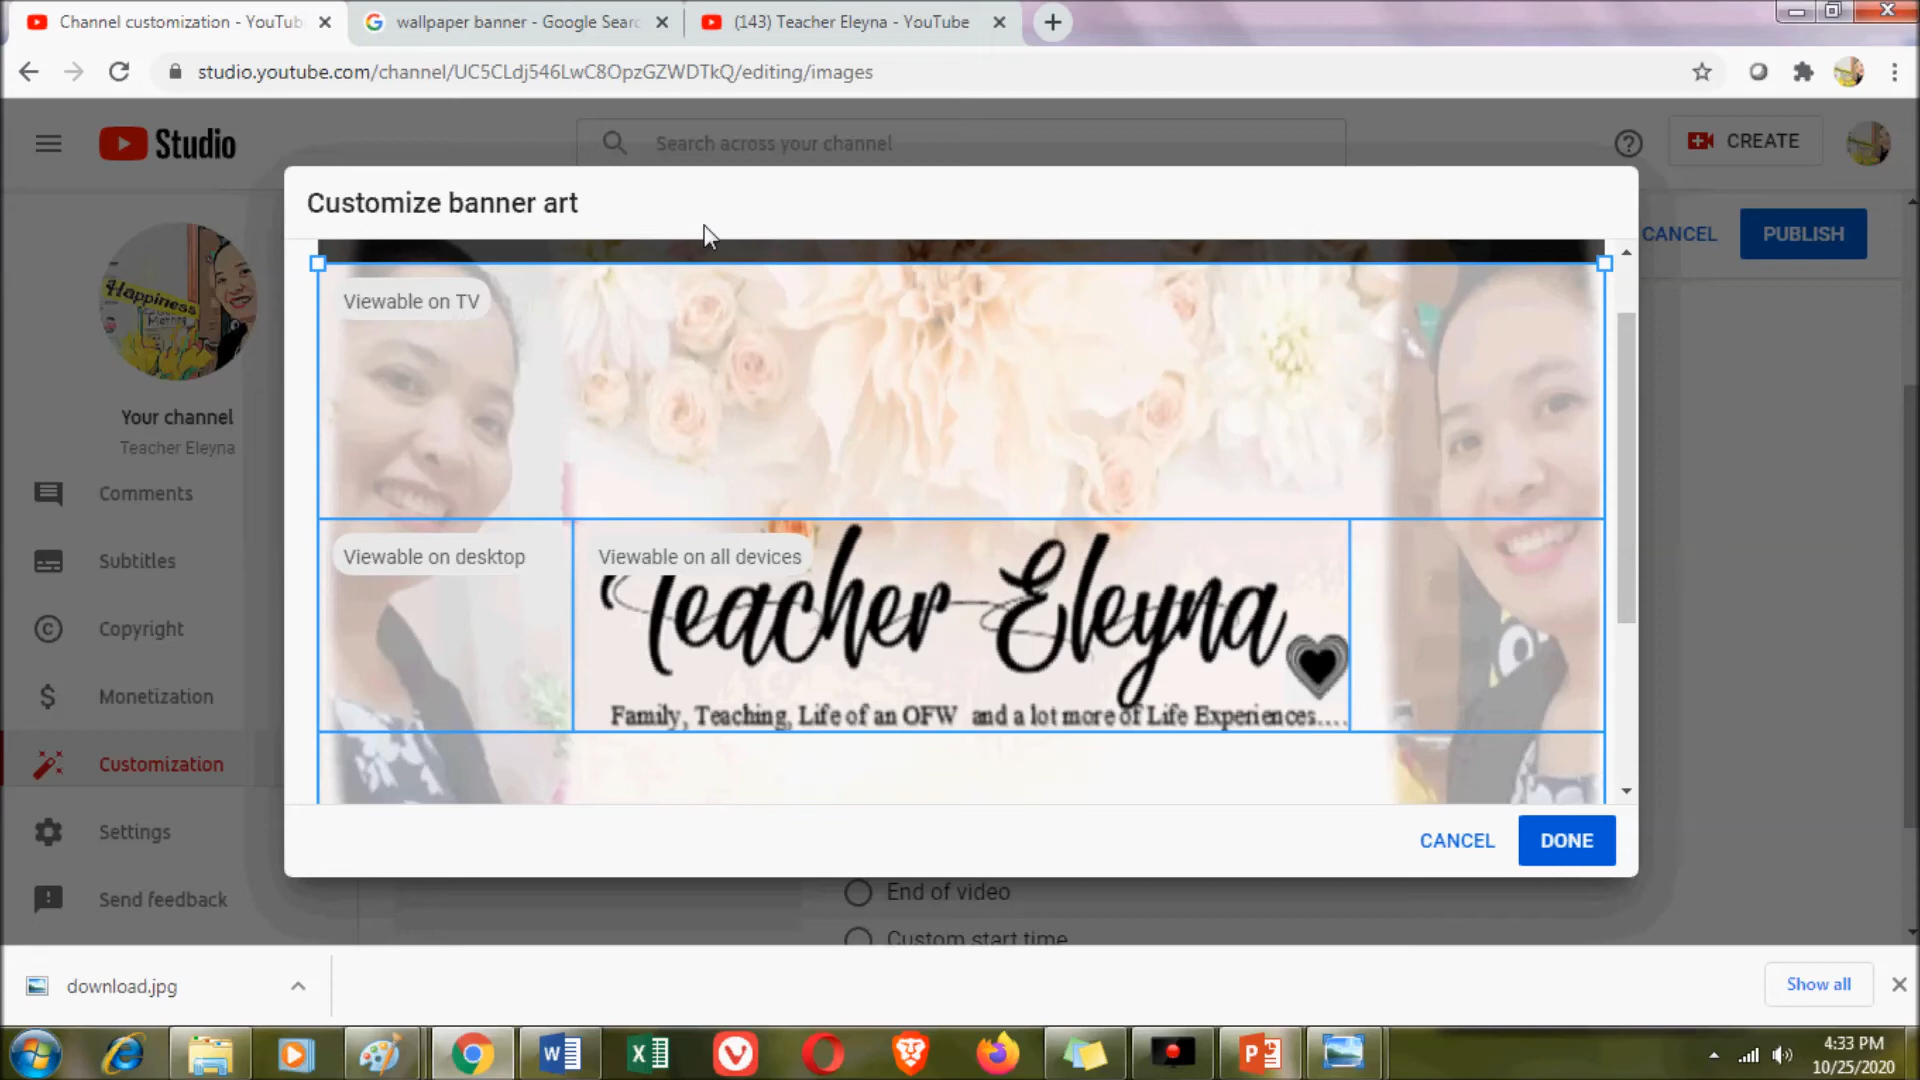 Channel customization - YouTub
wallpaper banner - Google Searc
(143) Teacher Eleyna - YouTube
studio.youtube.com/channel/UC5CLdj546LwC8OpzGZWDTkQ/editing/images
Studio
Search across your channel
CREATE
Customize banner art
CANCEL
PUBLISH
Viewable on TV
Happiness
Your channel
Teacher Eleyna
Comments
Subtitles
Copyright
Monetization
Customization
Settings
Send feedback
Viewable on desktop
Viewable on all devices
Teacher Eleyna
Family, Teaching, Life of an OFW and a lot more of Life Experiences....
CANCEL
DONE
End of video
Custom start time
download.jpg
Show all
4:33 PM
10/25/2020